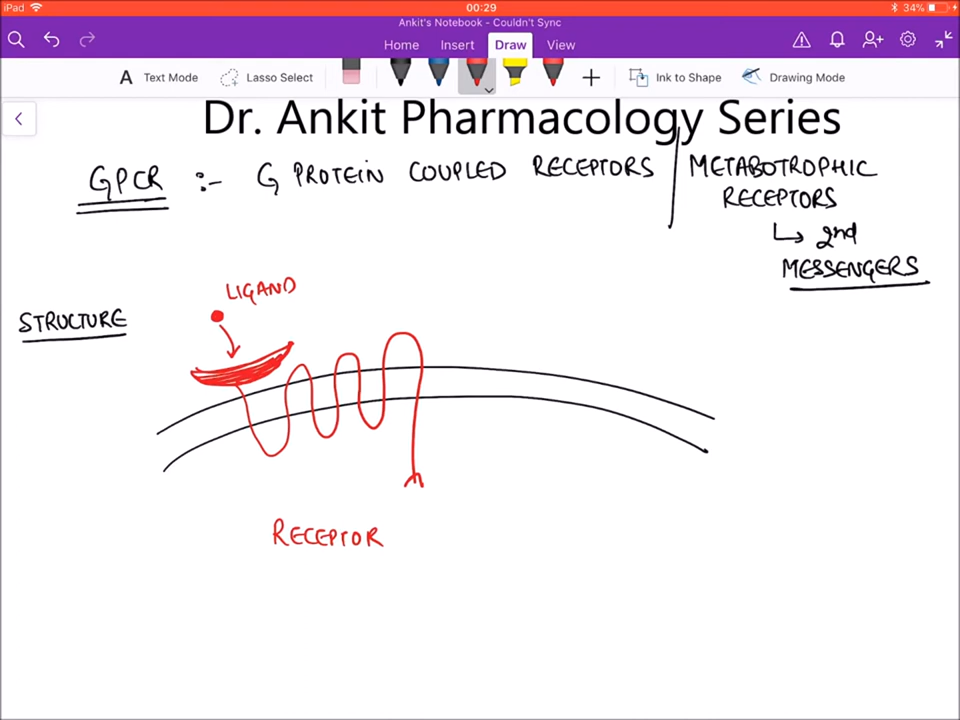 iPad
00:29
34%
Ankit's Notebook - Couldn't Sync
Home Insert Draw View
A Text Mode Lasso Select Ink to Shape Drawing Mode
Dr. Ankit Pharmacology Series
GPCR :- G PROTEIN COUPLED RECEPTORS / METABOTROPHIC
RECEPTORS
↳ 2nd
MESSENGERS
LIGAND
STRUCTURE
RECEPTOR